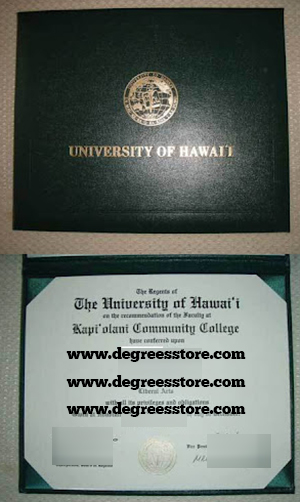 UNIVERSITY OF HAWAI'I
The Regents of
The University of Hawai'i
on the recommendation of the Faculty at
Kapi'olani Community College
have conferred upon
www.degreesstore.com
www.degreesstore.com
Liberal Arts
with all its privileges and obligations
www.degreesstore.com